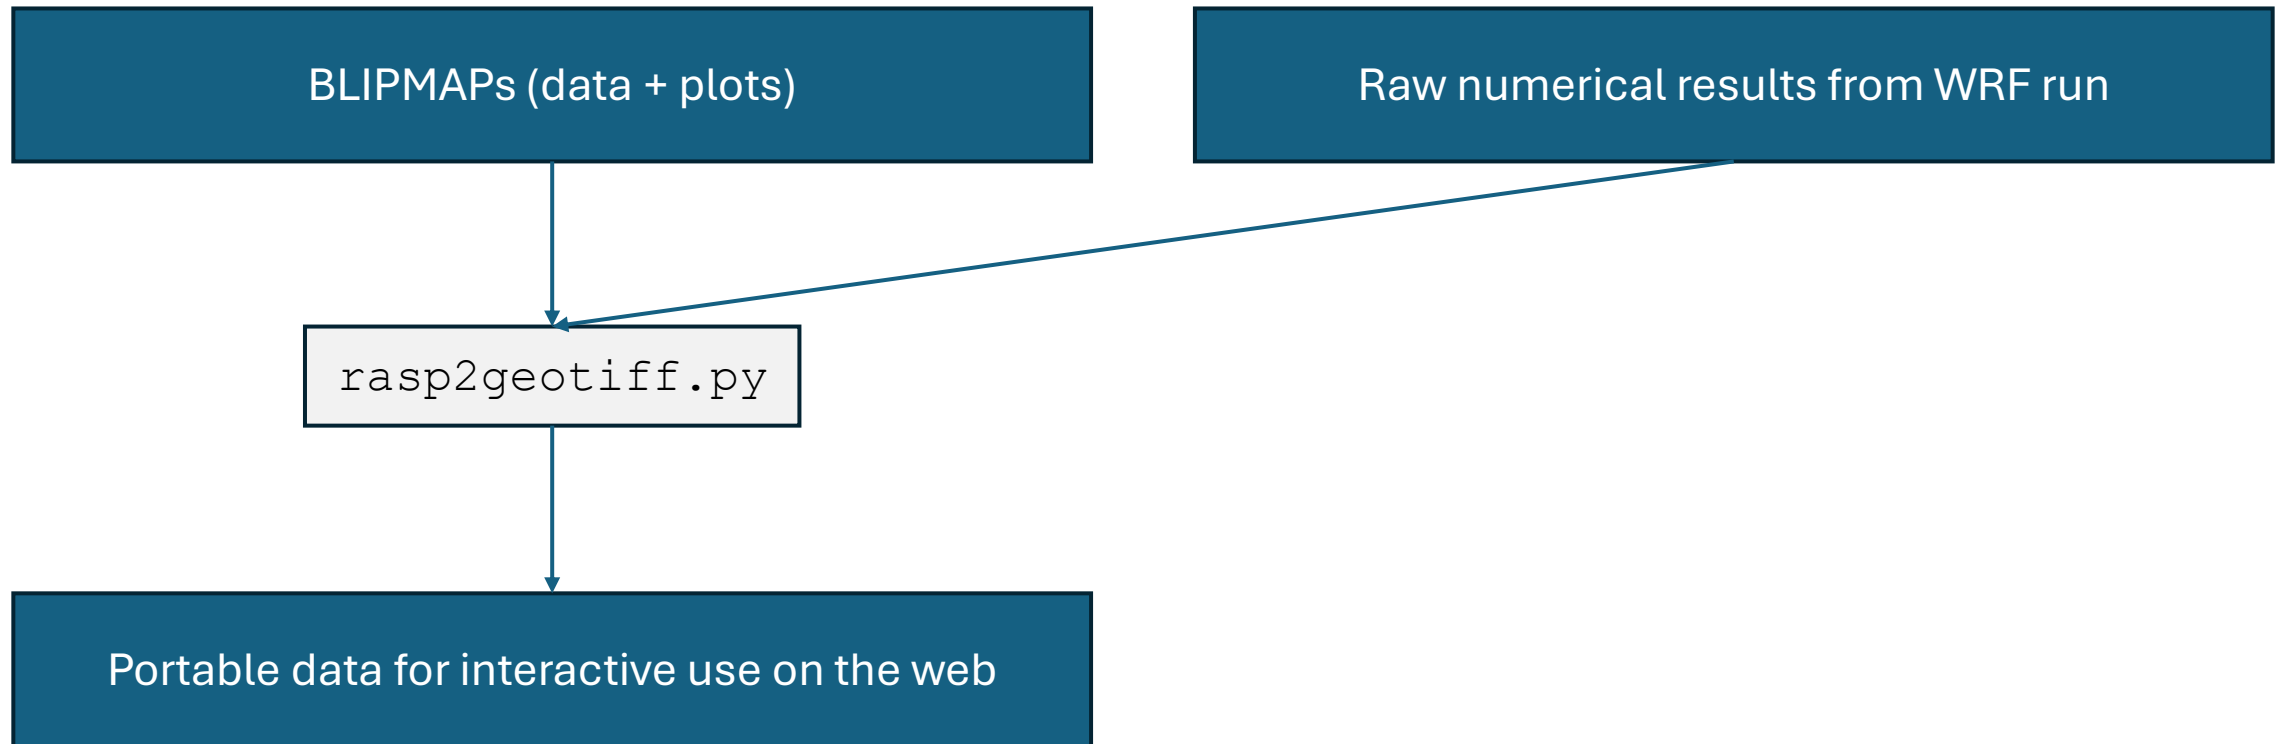 BLIPMAPs (data + plots)
Raw numerical results from WRF run
rasp2geotiff.py
Portable data for interactive use on the web